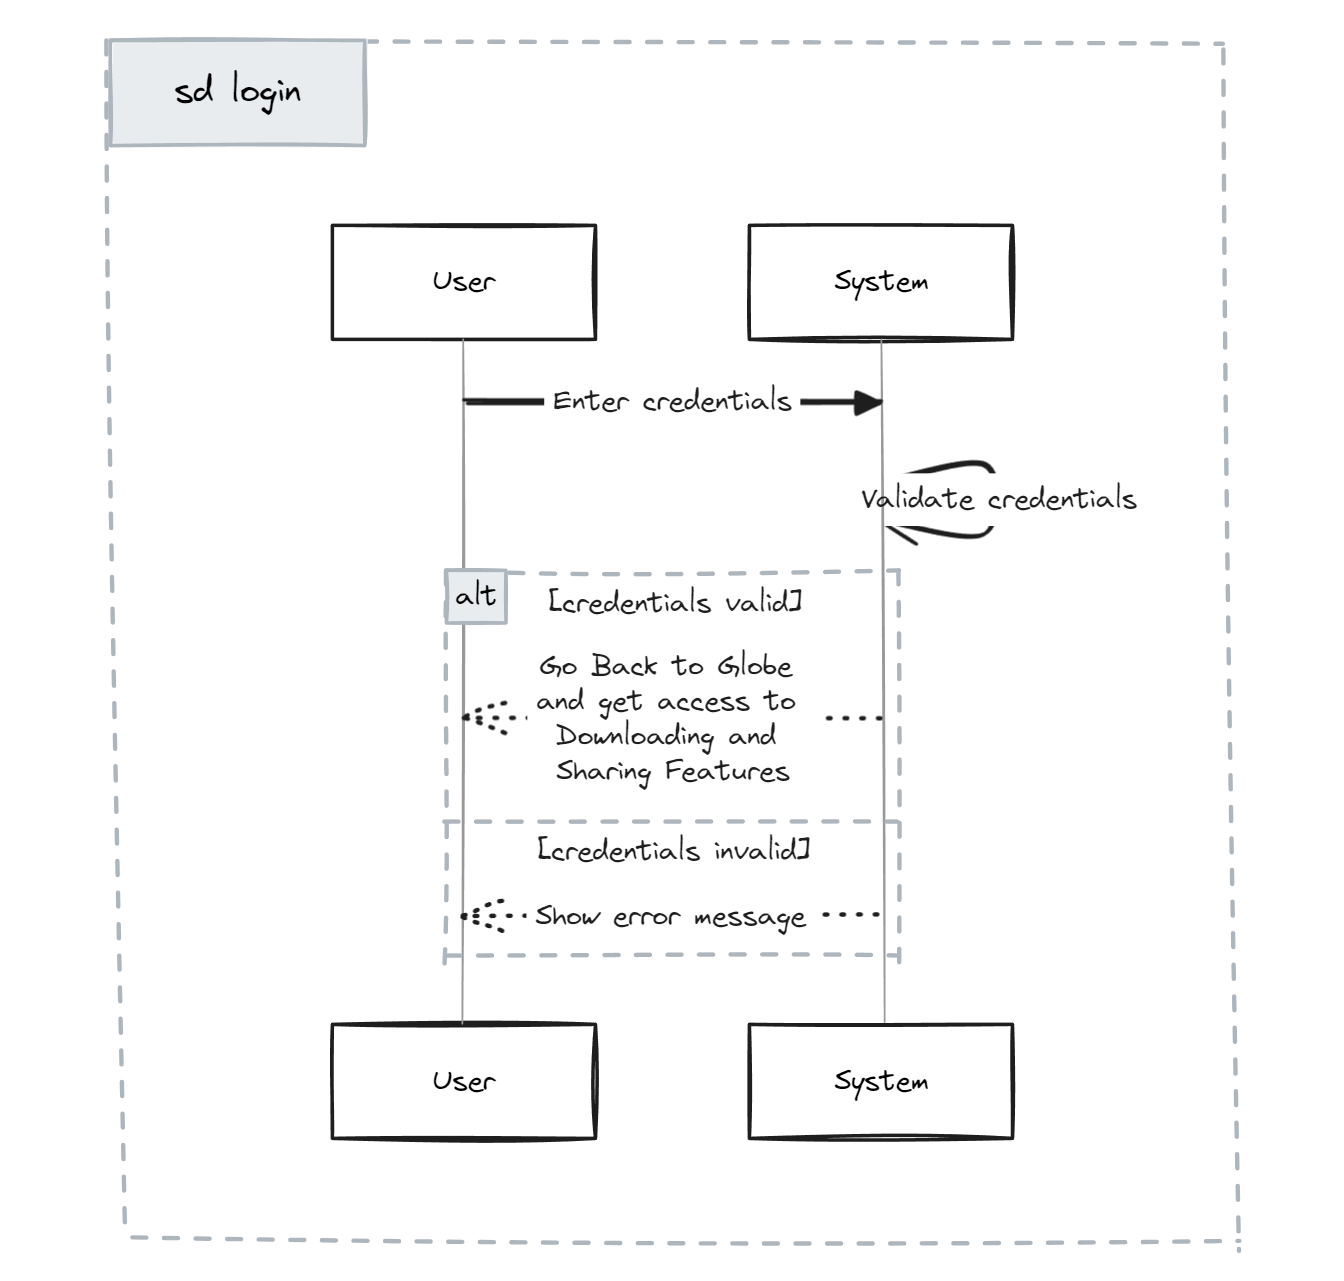 sd login
User
System
Enter credentials
Validate credentials
alt
[credentials valid]
Go Back to Globe
and get access to
Downloading and
Sharing Features
[credentials invalid]
Show error message
User
System